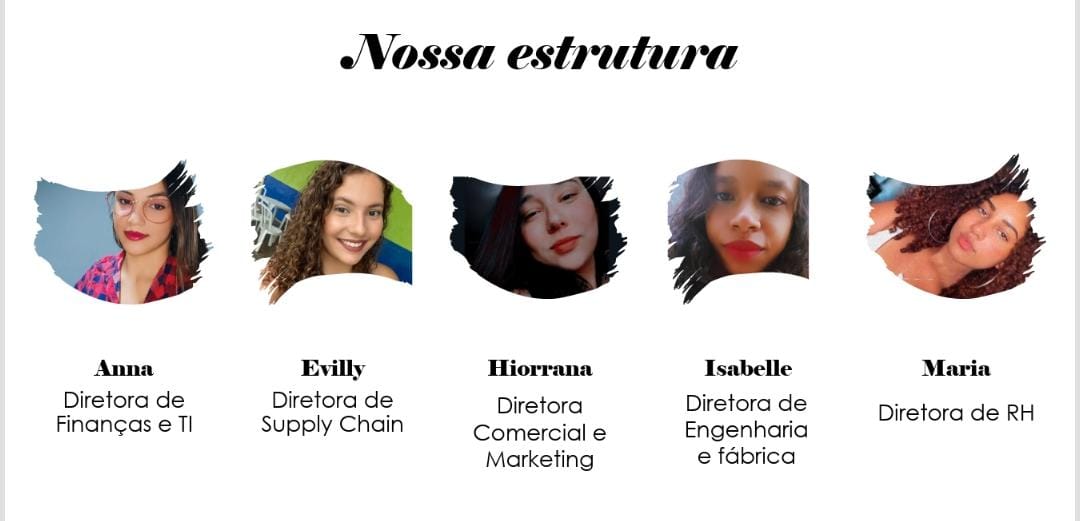 Nossa estrutura
Anna
Diretora de
Finanças e TI
Evilly
Diretora de
Supply Chain
Hiorrana
Diretora
Comercial e
Marketing
Isabelle
Diretora de
Engenharia
e fábrica
Maria
Diretora de RH